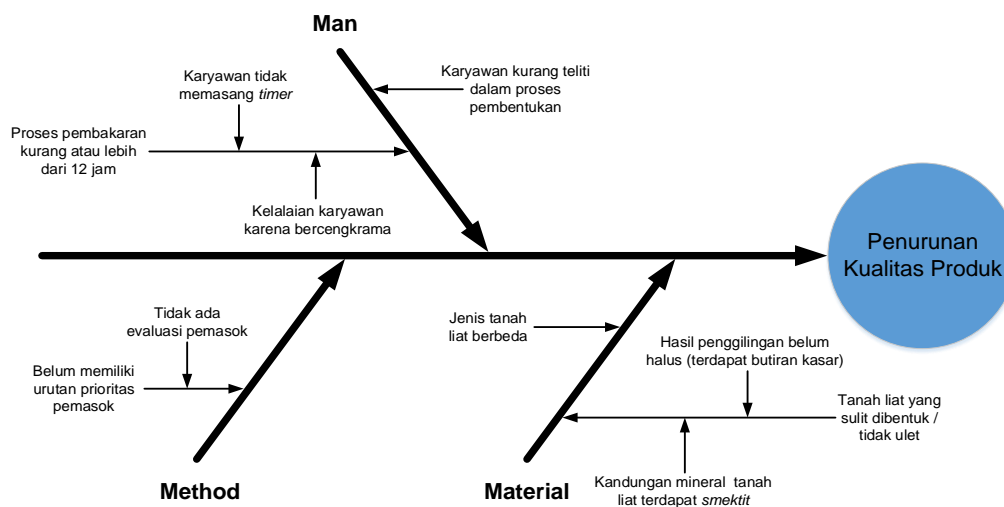 Man
Karyawan tidak
memasang timer
Karyawan kurang teliti
dalam proses
pembentukan
Proses pembakaran
kurang atau lebih
dari 12 jam
Kelalaian karyawan
karena bercengkrama
Penurunan
Kualitas Produk
Tidak ada
evaluasi pemasok
Belum memiliki
urutan prioritas
pemasok
Jenis tanah
liat berbeda
Hasil penggilingan belum
halus (terdapat butiran kasar)
Tanah liat yang
sulit dibentuk /
tidak ulet
Kandungan mineral tanah
liat terdapat smektit
Method
Material